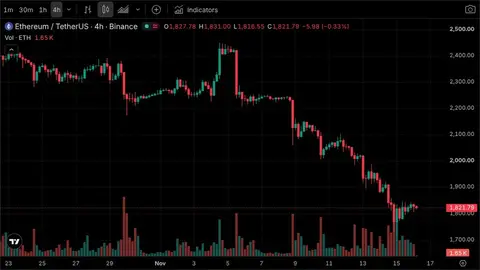 1m 30m 1h 4h Indicators
Ethereum / TetherUS · 4h · Binance O1,827.78 H1,831.00 L1,816.55 C1,821.79 −5.98 (−0.33%)
Vol · ETH 1.65 K
2,500.00
2,400.00
2,300.00
2,200.00
2,100.00
2,000.00
1,900.00
1,821.79
1,800.00
1,700.00
1.65 K
23 25 27 29 Nov 3 5 7 9 11 13 15 17